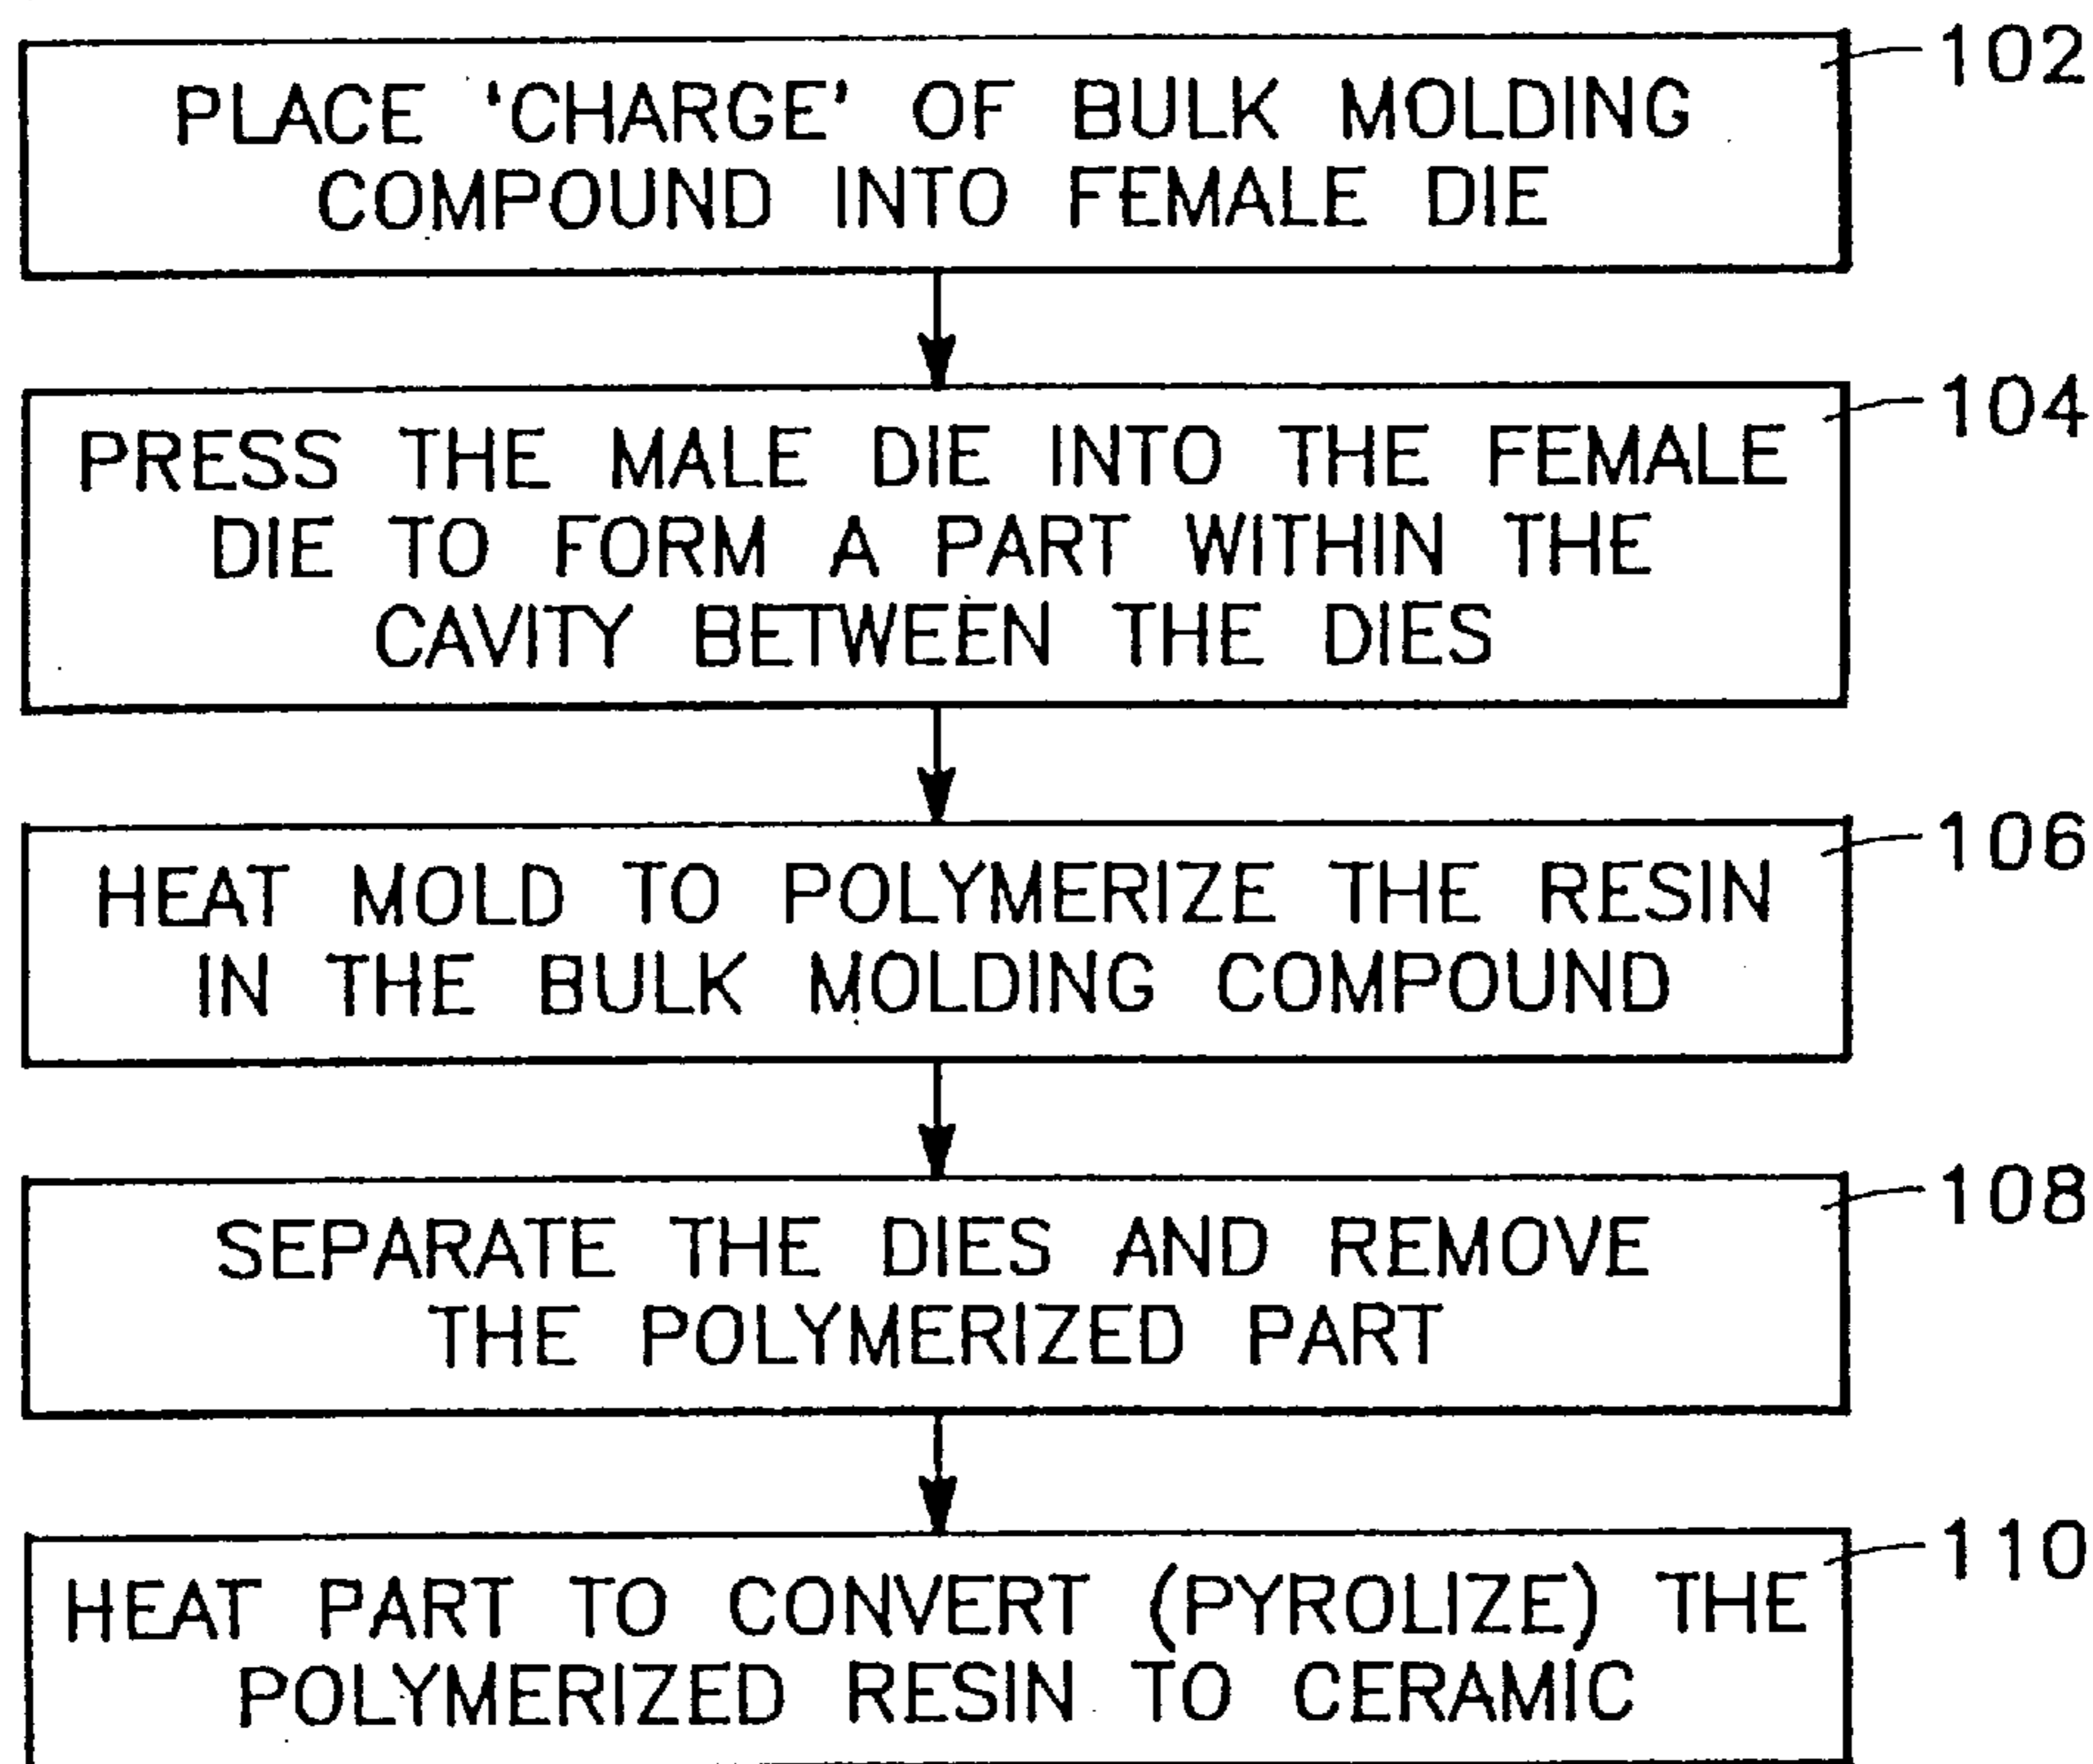 102
PLACE 'CHARGE' OF BULK MOLDING
COMPOUND INTO FEMALE DIE
104
PRESS THE MALE DIE INTO THE FEMALE
DIE TO FORM A PART WITHIN THE
CAVITY BETWEEN THE DIES
106
HEAT MOLD TO POLYMERIZE THE RESIN
IN THE BULK MOLDING COMPOUND
108
SEPARATE THE DIES AND REMOVE
THE POLYMERIZED PART
110
HEAT PART TO CONVERT (PYROLIZE) THE
POLYMERIZED RESIN TO CERAMIC